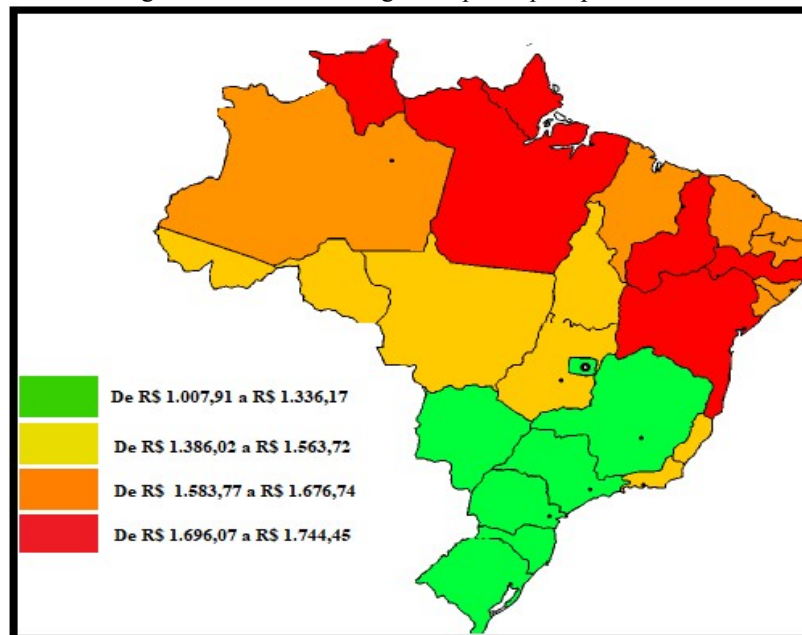 De R$ 1.007,91 a R$ 1.336,17
De R$ 1.386,02 a R$ 1.563,72
De R$ 1.583,77 a R$ 1.676,74
De R$ 1.696,07 a R$ 1.744,45